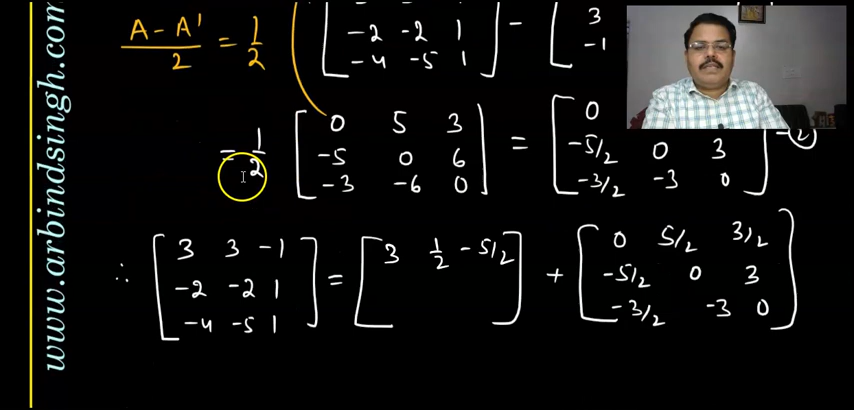 www.arbindsingh.com
A - A' / 2 = 1/2 [ -2 -2 1 ] - [ 3
-4 -5 1 -1
= 1/2 [ 0 5 3 ] = [ 0
-5 0 6 -5/2 0 3 - 2
-3 -6 0 -3/2 -3 0
∴ [ 3 3 -1 ] = [ 3 1/2 -5/2 ] + [ 0 5/2 3/2 ]
-2 -2 1 -5/2 0 3
-4 -5 1 -3/2 -3 0